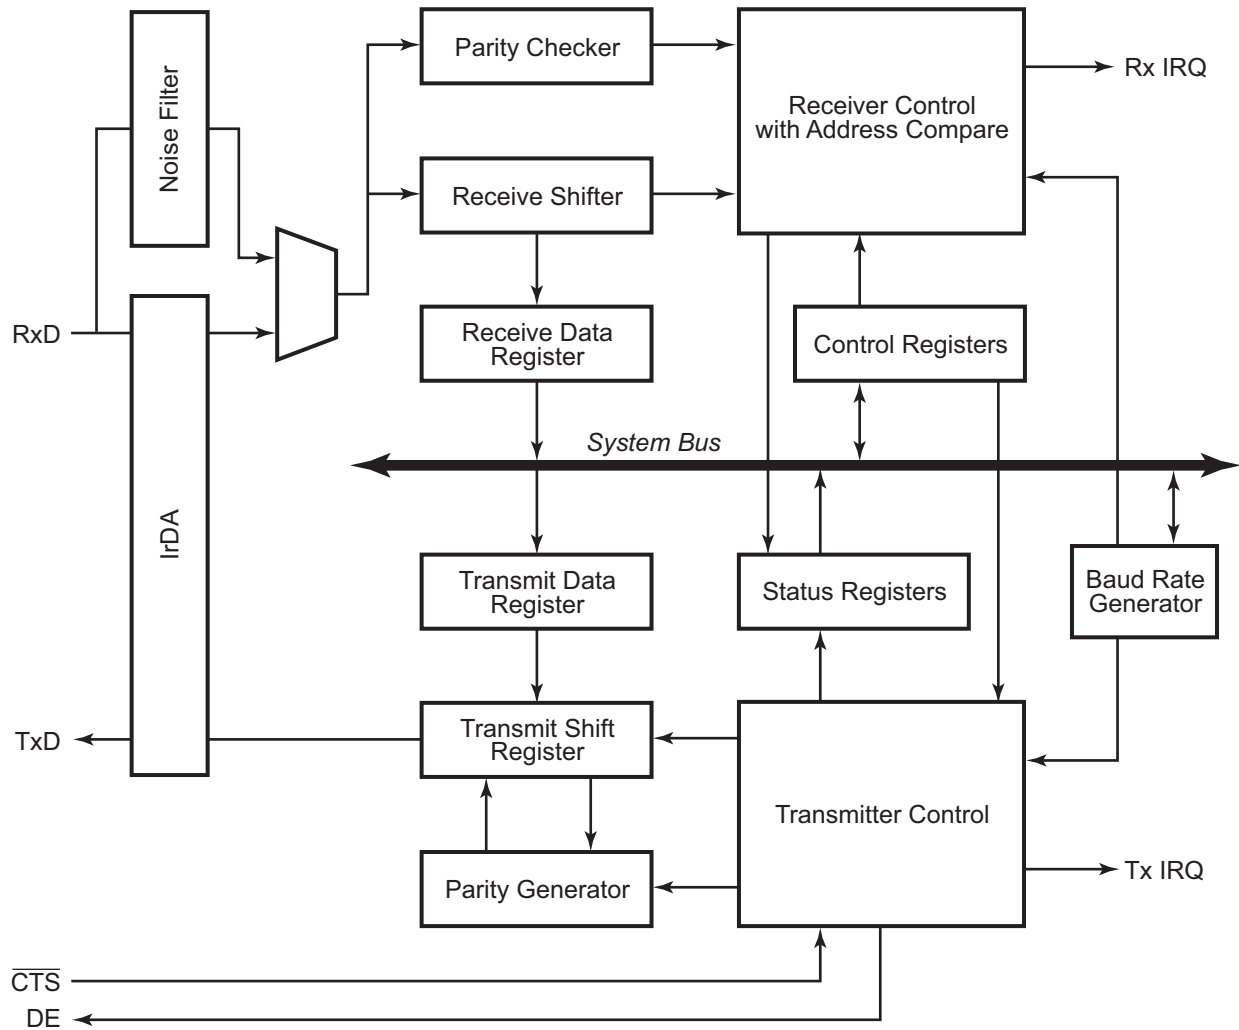 Noise Filter
Parity Checker
Receiver Control
with Address Compare
Rx IRQ
Receive Shifter
RxD
Receive Data
Register
Control Registers
System Bus
IrDA
Transmit Data
Register
Status Registers
Baud Rate
Generator
TxD
Transmit Shift
Register
Transmitter Control
Parity Generator
Tx IRQ
C̅T̅S̅
DE